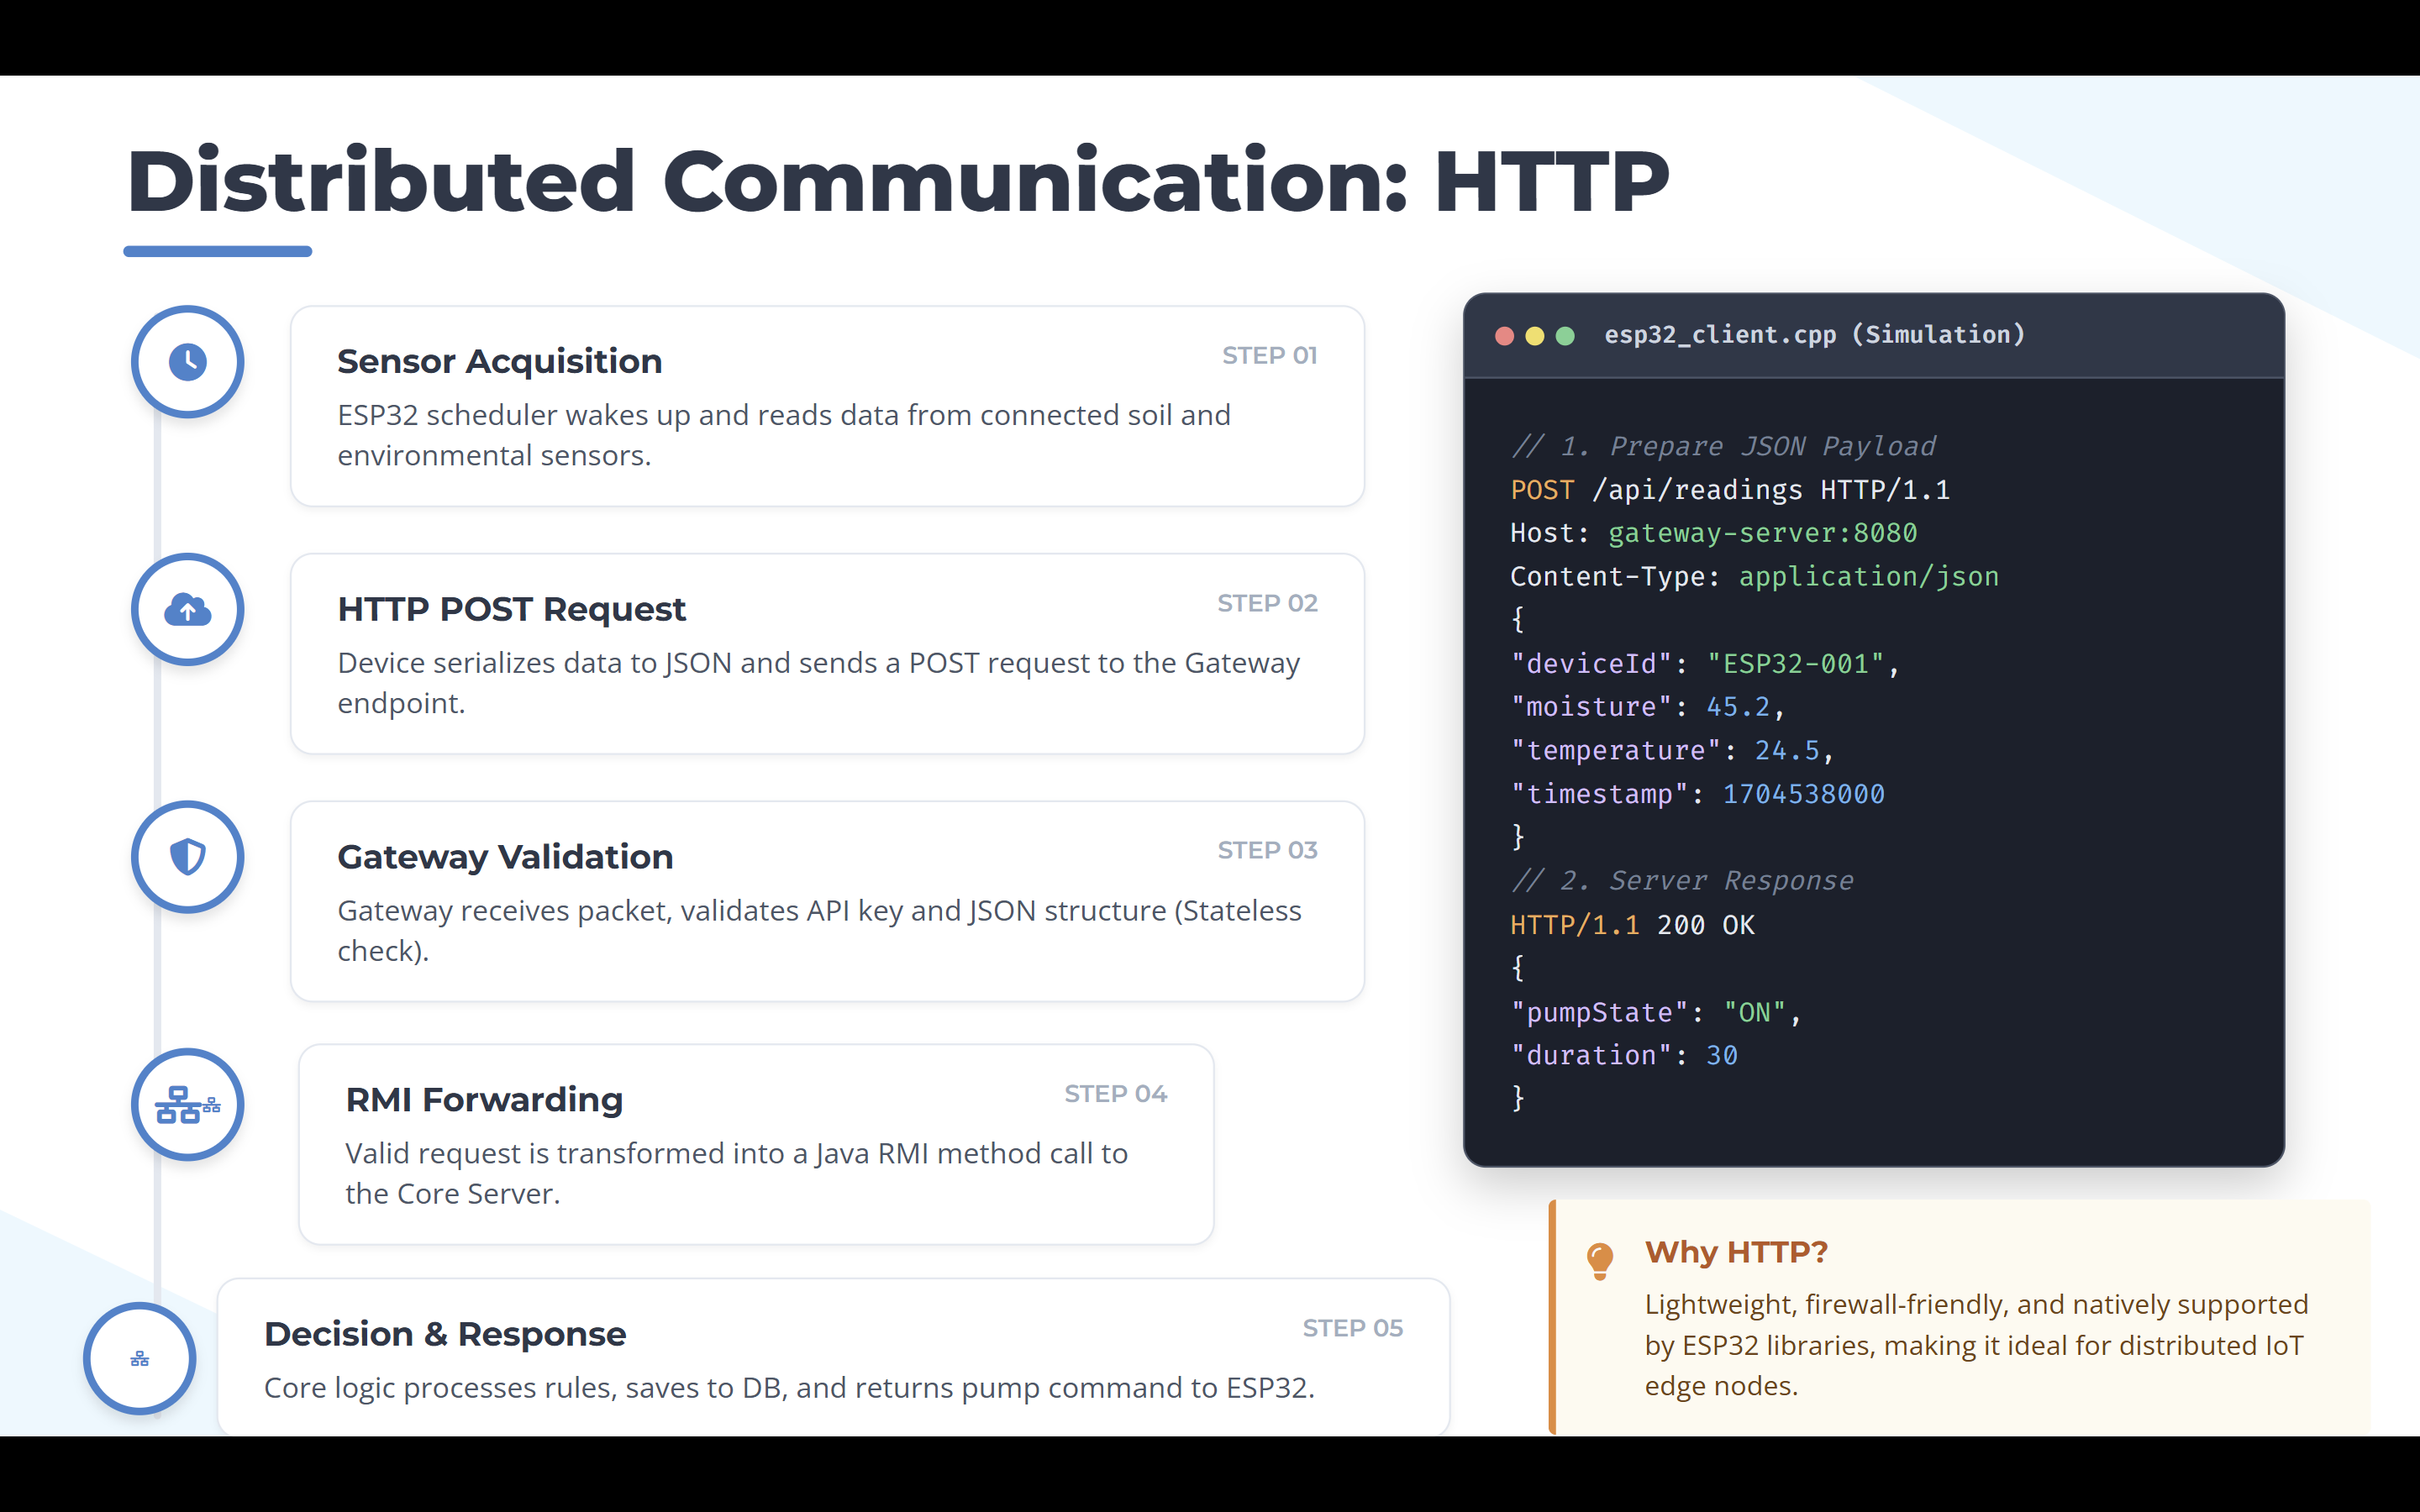 Distributed Communication: HTTP
Sensor Acquisition
STEP 01
ESP32 scheduler wakes up and reads data from connected soil and
environmental sensors.
HTTP POST Request
STEP 02
Device serializes data to JSON and sends a POST request to the Gateway
endpoint.
Gateway Validation
STEP 03
Gateway receives packet, validates API key and JSON structure (Stateless
check).
RMI Forwarding
STEP 04
Valid request is transformed into a Java RMI method call to
the Core Server.
Decision & Response
STEP 05
Core logic processes rules, saves to DB, and returns pump command to ESP32.
esp32_client.cpp (Simulation)
// 1. Prepare JSON Payload
POST /api/readings HTTP/1.1
Host: gateway-server:8080
Content-Type: application/json
{
"deviceId": "ESP32-001",
"moisture": 45.2,
"temperature": 24.5,
"timestamp": 1704538000
}
// 2. Server Response
HTTP/1.1 200 OK
{
"pumpState": "ON",
"duration": 30
}
Why HTTP?
Lightweight, firewall-friendly, and natively supported
by ESP32 libraries, making it ideal for distributed IoT
edge nodes.